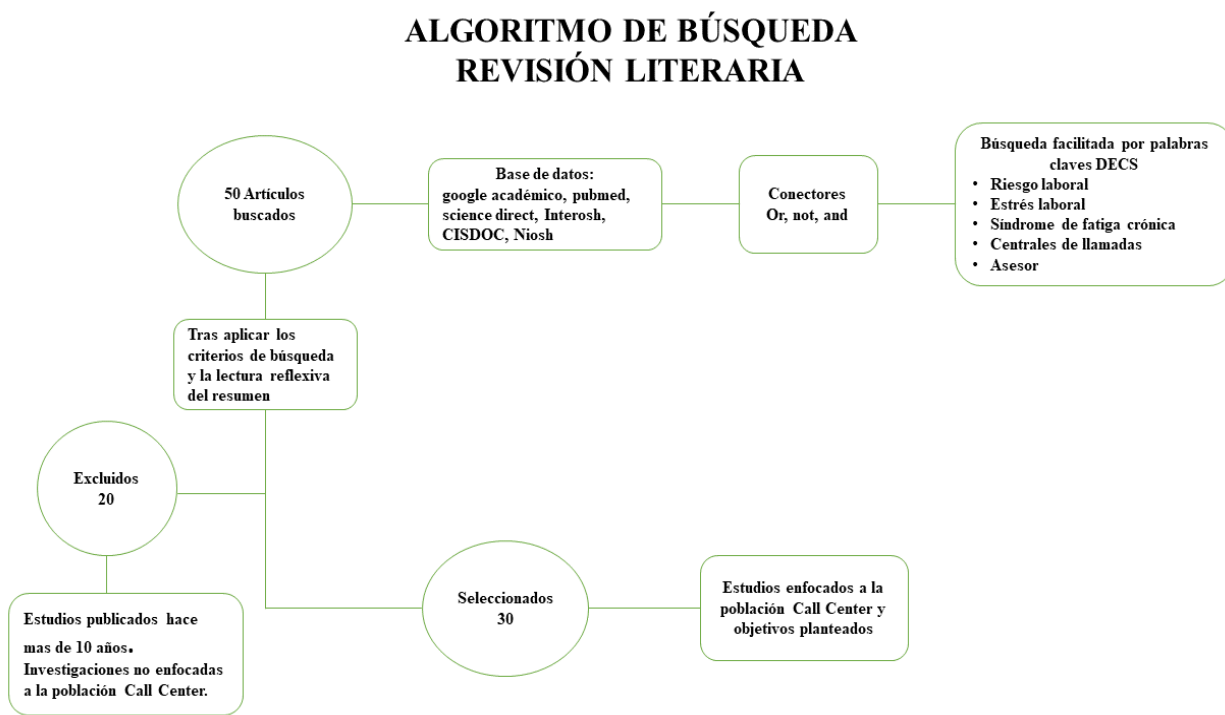 ALGORITMO DE BÚSQUEDA
REVISIÓN LITERARIA
50 Artículos
buscados
Base de datos:
google académico, pubmed,
science direct, Interosh,
CISDOC, Niosh
Conectores
Or, not, and
Búsqueda facilitada por palabras
claves DECS
• Riesgo laboral
• Estrés laboral
• Síndrome de fatiga crónica
• Centrales de llamadas
• Asesor
Tras aplicar los
criterios de búsqueda
y la lectura reflexiva
del resumen
Excluidos
20
Estudios publicados hace
mas de 10 años.
Investigaciones no enfocadas
a la población Call Center.
Seleccionados
30
Estudios enfocados a la
población Call Center y
objetivos planteados